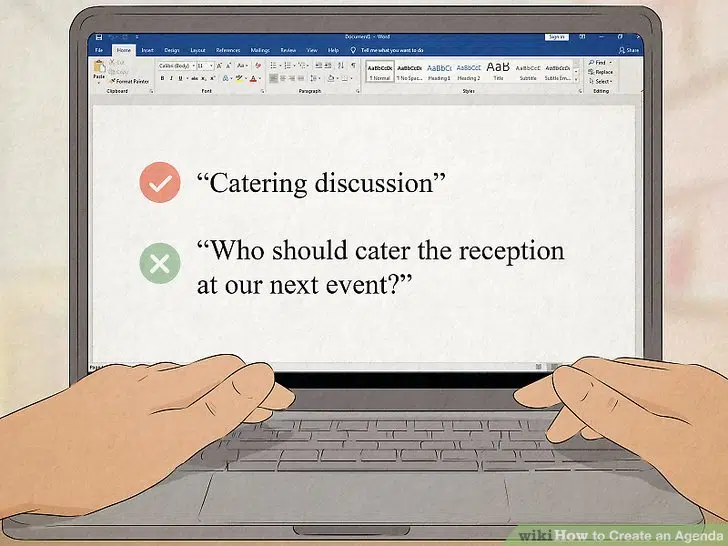 Document1 - Word
Sign in
File Home Insert Design Layout References Mailings Review View Help Tell me what you want to do Share
Paste
Cut
Copy
Format Painter
Calibri (Body) 11
B I U abc
AaBbCcDc AaBbCcDc AaBbCc AaBbCcC AaB AaBbCcD AaBbCcDc
¶ Normal ¶ No Spac... Heading 1 Heading 2 Title Subtitle Subtle Em...
Find
Replace
Select
Clipboard Font Paragraph Styles Editing
“Catering discussion”
“Who should cater the reception
at our next event?”
wikiHow to Create an Agenda